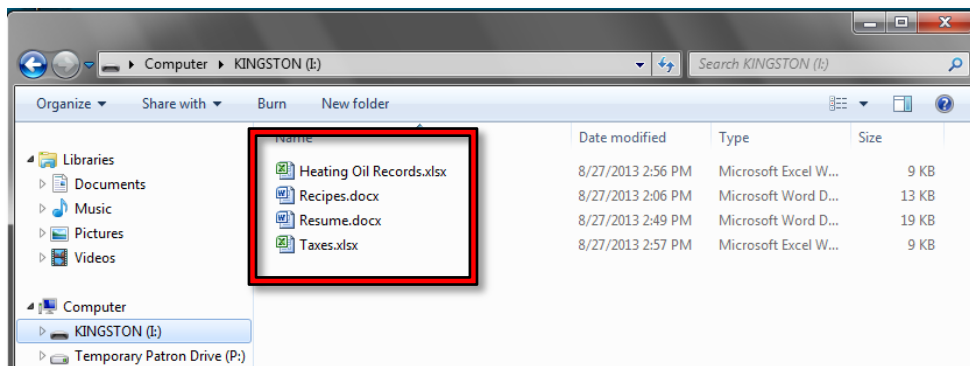 Computer KINGSTON (I:) Search KINGSTON (I:)
Organize Share with Burn New folder
Name Date modified Type Size
Libraries
Documents
Music
Pictures
Videos
Computer
KINGSTON (I:)
Temporary Patron Drive (P:)
Heating Oil Records.xlsx 8/27/2013 2:56 PM Microsoft Excel W... 9 KB
Recipes.docx 8/27/2013 2:06 PM Microsoft Word D... 13 KB
Resume.docx 8/27/2013 2:49 PM Microsoft Word D... 19 KB
Taxes.xlsx 8/27/2013 2:57 PM Microsoft Excel W... 9 KB